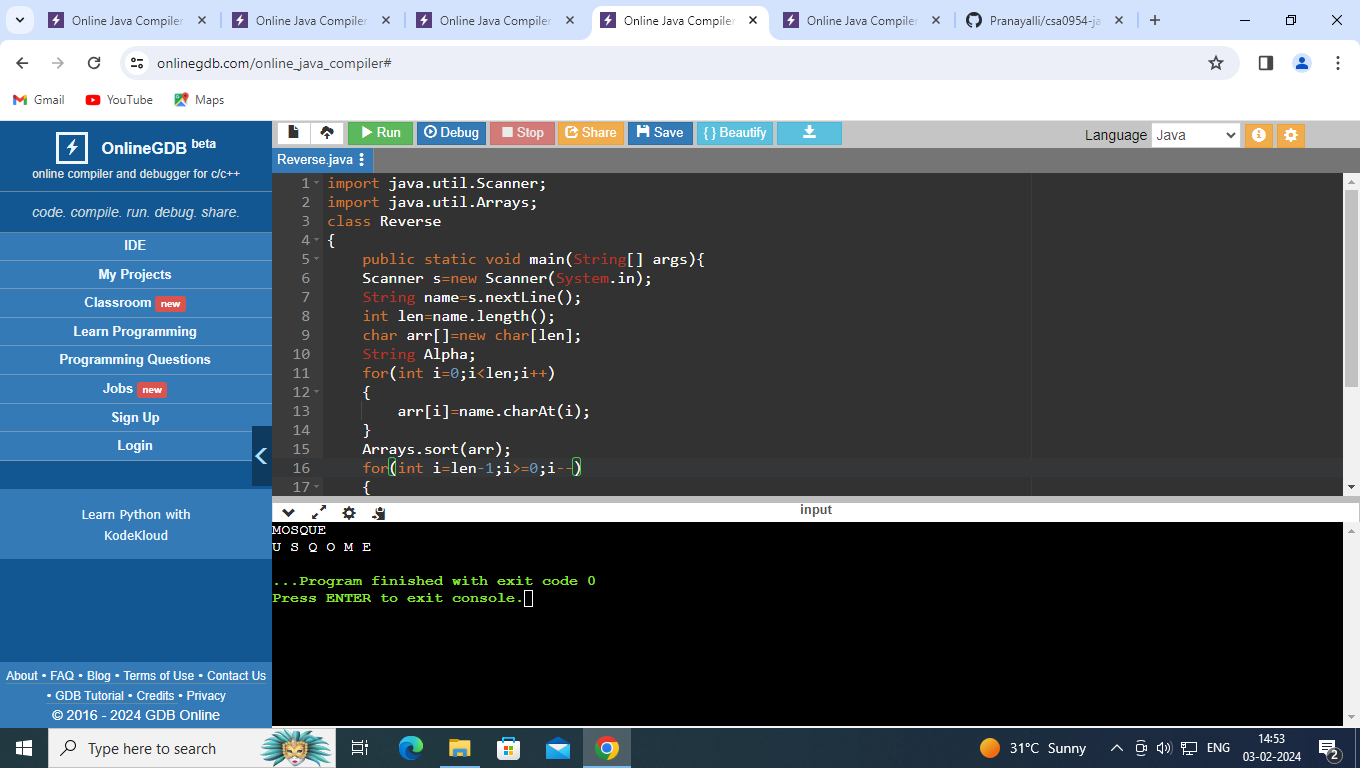 Online Java Compiler
Online Java Compiler
Online Java Compiler
Online Java Compiler
Online Java Compiler
Pranayalli/csa0954-ja
onlinegdb.com/online_java_compiler#
Gmail
YouTube
Maps
OnlineGDB beta
online compiler and debugger for c/c++
code. compile. run. debug. share.
IDE
My Projects
Classroom new
Learn Programming
Programming Questions
Jobs new
Sign Up
Login
Learn Python with
KodeKloud
About • FAQ • Blog • Terms of Use • Contact Us
• GDB Tutorial • Credits • Privacy
© 2016 - 2024 GDB Online
Run Debug Stop Share Save { } Beautify
Language Java
Reverse.java
1 import java.util.Scanner;
2 import java.util.Arrays;
3 class Reverse
4 {
5 public static void main(String[] args){
6 Scanner s=new Scanner(System.in);
7 String name=s.nextLine();
8 int len=name.length();
9 char arr[]=new char[len];
10 String Alpha;
11 for(int i=0;i<len;i++)
12 {
13 arr[i]=name.charAt(i);
14 }
15 Arrays.sort(arr);
16 for(int i=len-1;i>=0;i--)
17 {
input
MOSQUE
U S Q O M E
...Program finished with exit code 0
Press ENTER to exit console.
Type here to search
31°C Sunny
ENG
14:53
03-02-2024
2